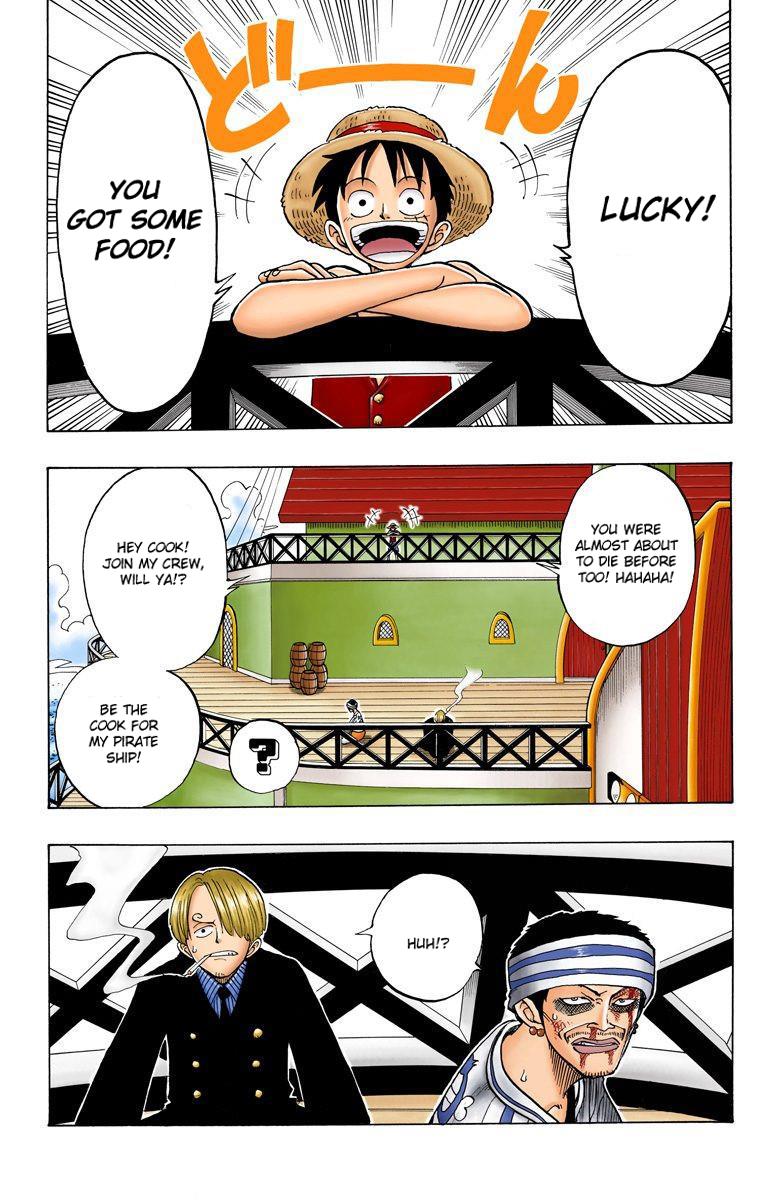 どーん
LUCKY!
YOU
GOT SOME
FOOD!
YOU WERE
ALMOST ABOUT
TO DIE BEFORE
TOO! HAHAHA!
HEY COOK!
JOIN MY CREW,
WILL YA!?
BE THE
COOK FOR
MY PIRATE
SHIP!
?
HUH!?